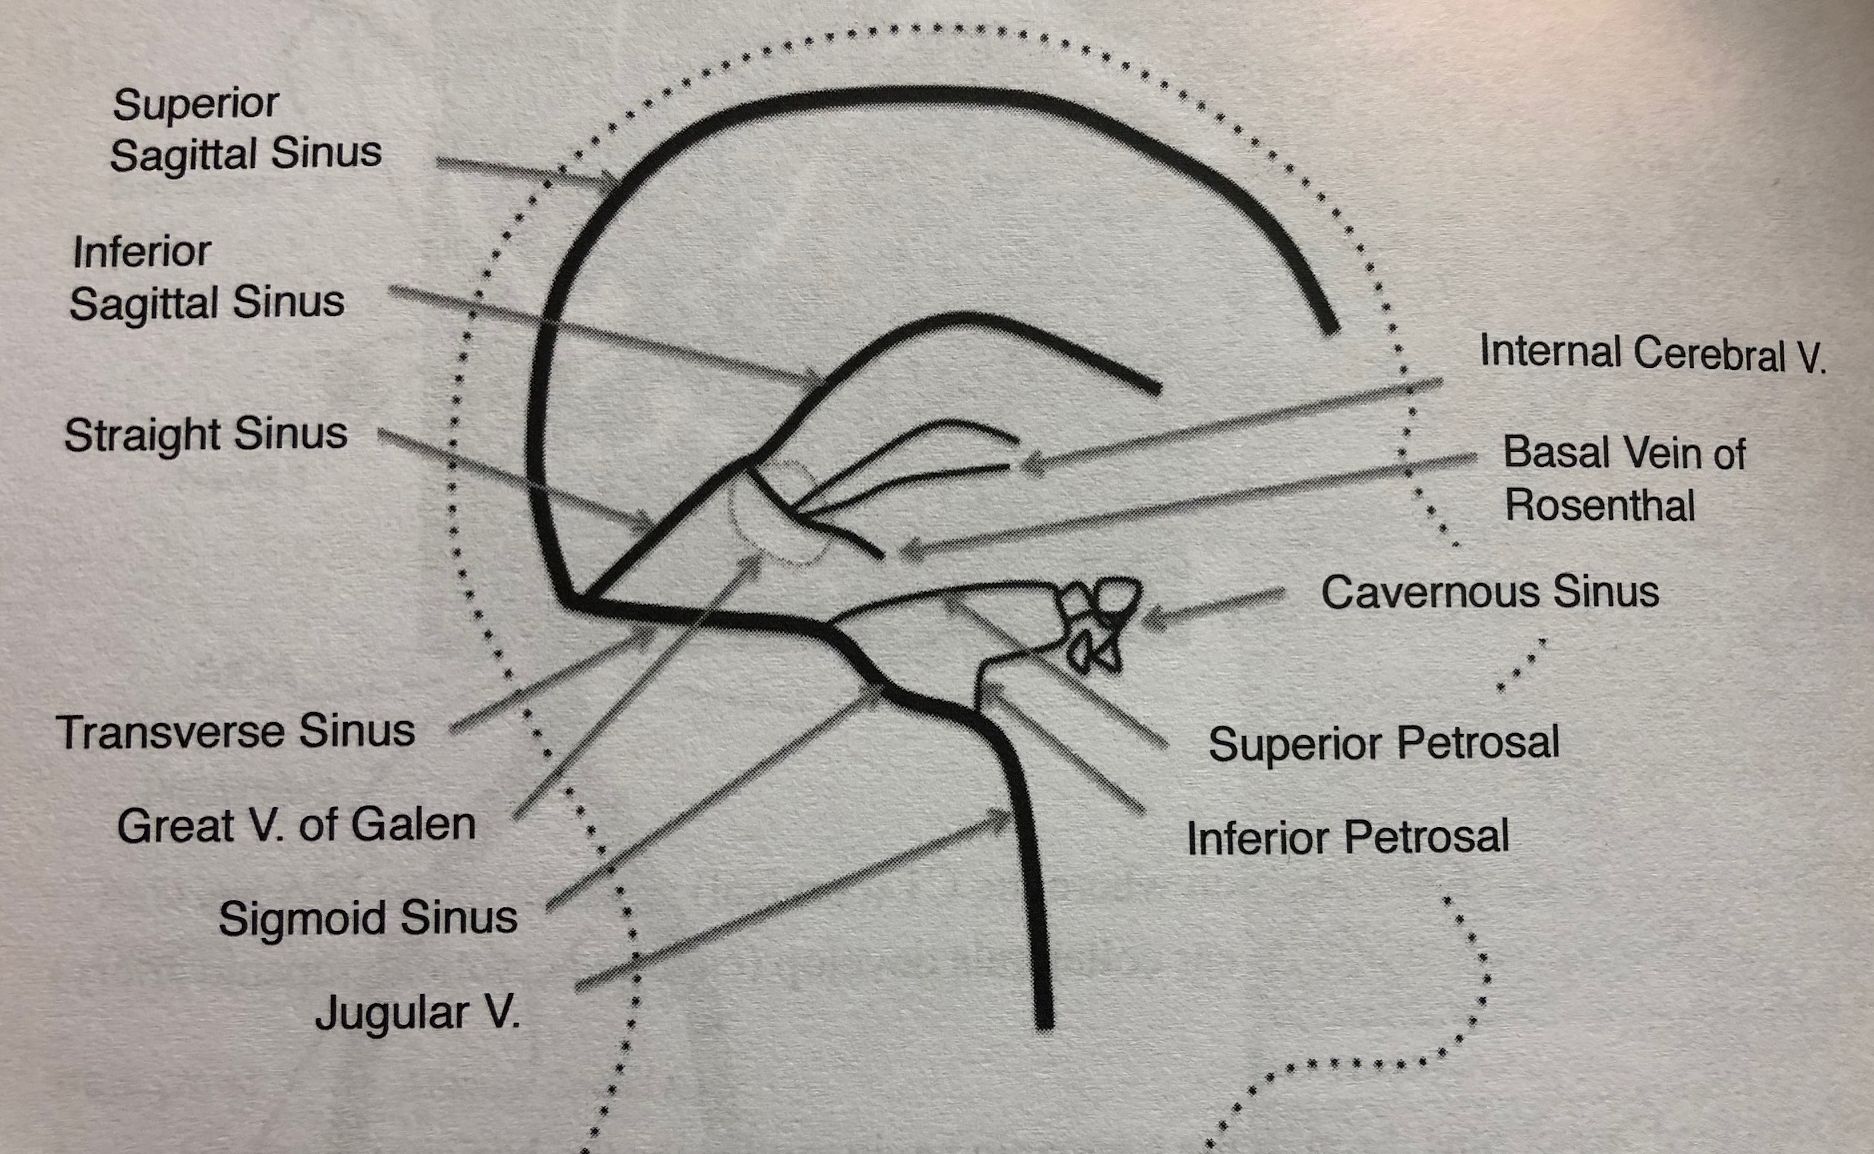 Superior
Sagittal Sinus
Inferior
Sagittal Sinus
Straight Sinus
Transverse Sinus
Great V. of Galen
Sigmoid Sinus
Jugular V.
Internal Cerebral V.
Basal Vein of
Rosenthal
Cavernous Sinus
Superior Petrosal
Inferior Petrosal